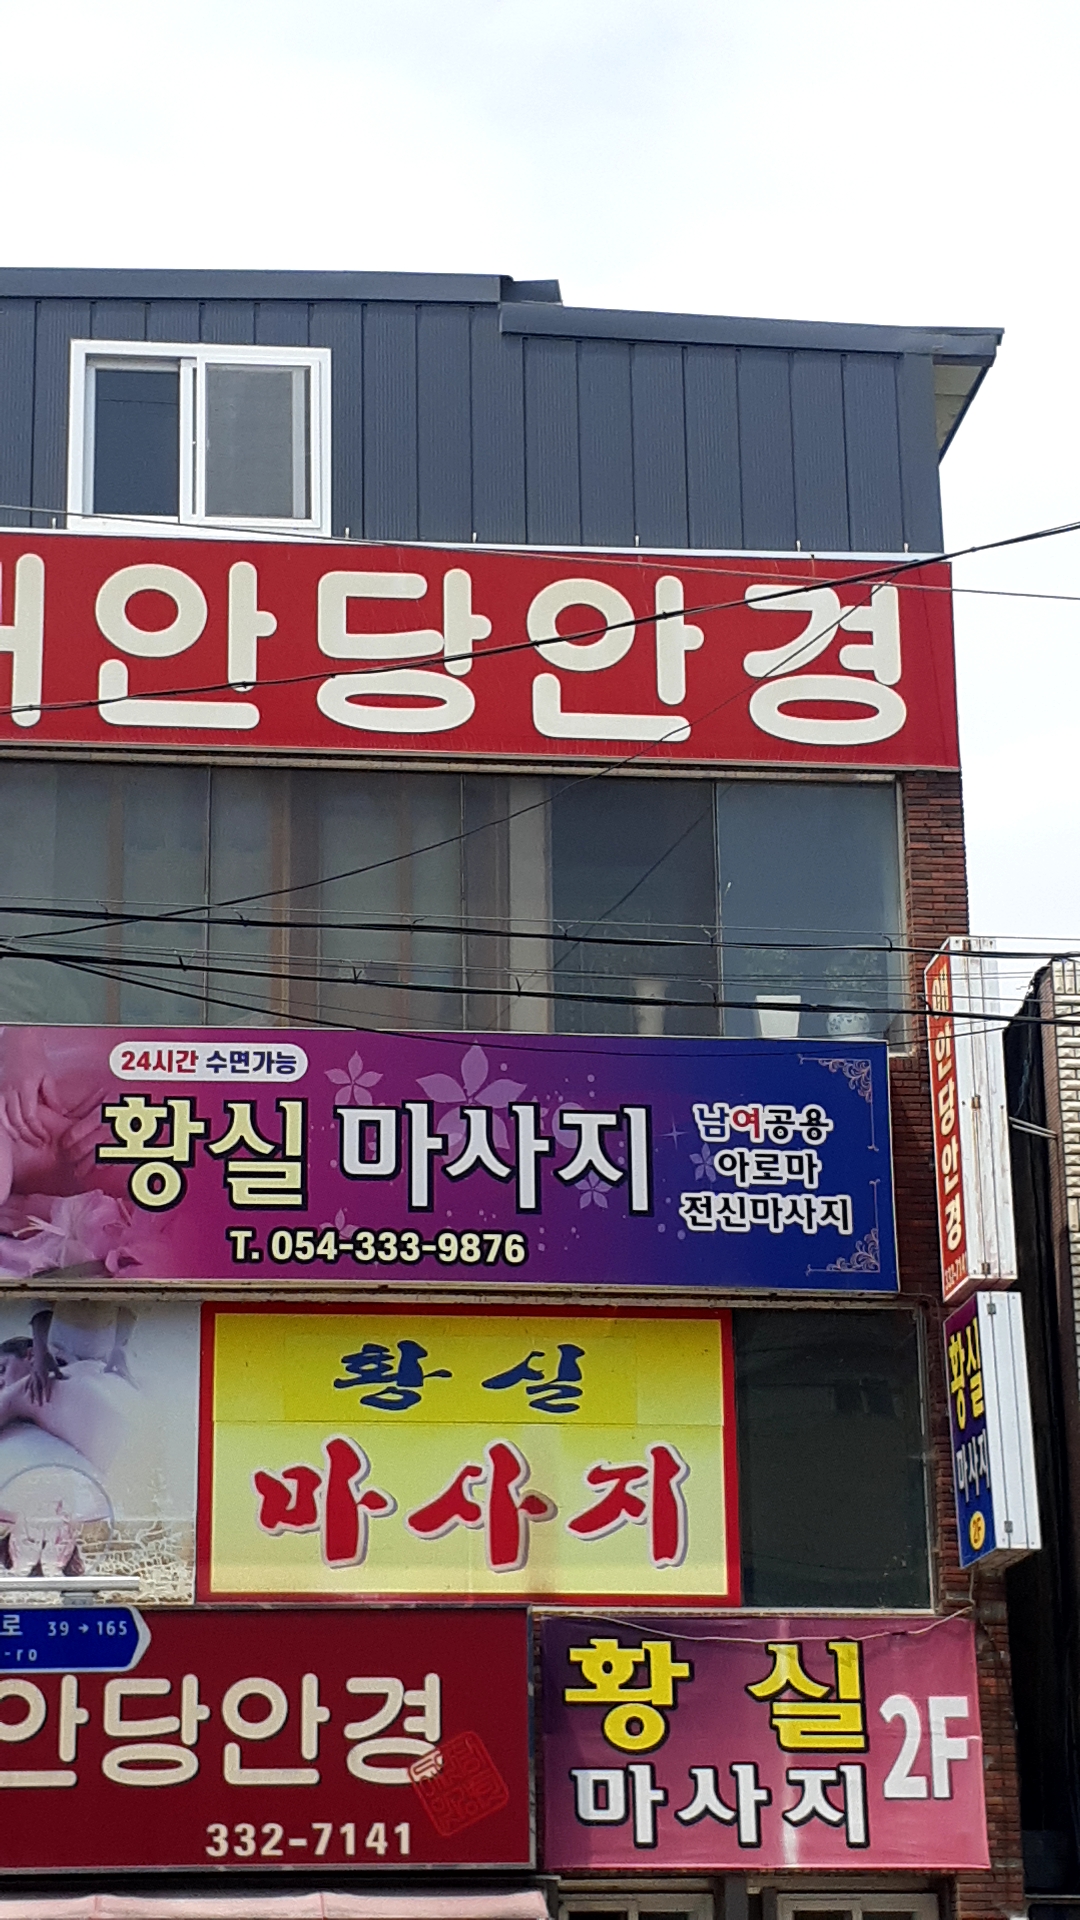 안당안경
24시간 수면가능
황실 마사지
남여공용
아로마
전신마사지
T. 054-333-9876
황실
마사지
안당안경
황실
마사지
2F
로 39→165
-ro
안당안경
332-7141
황실
마사지
2F